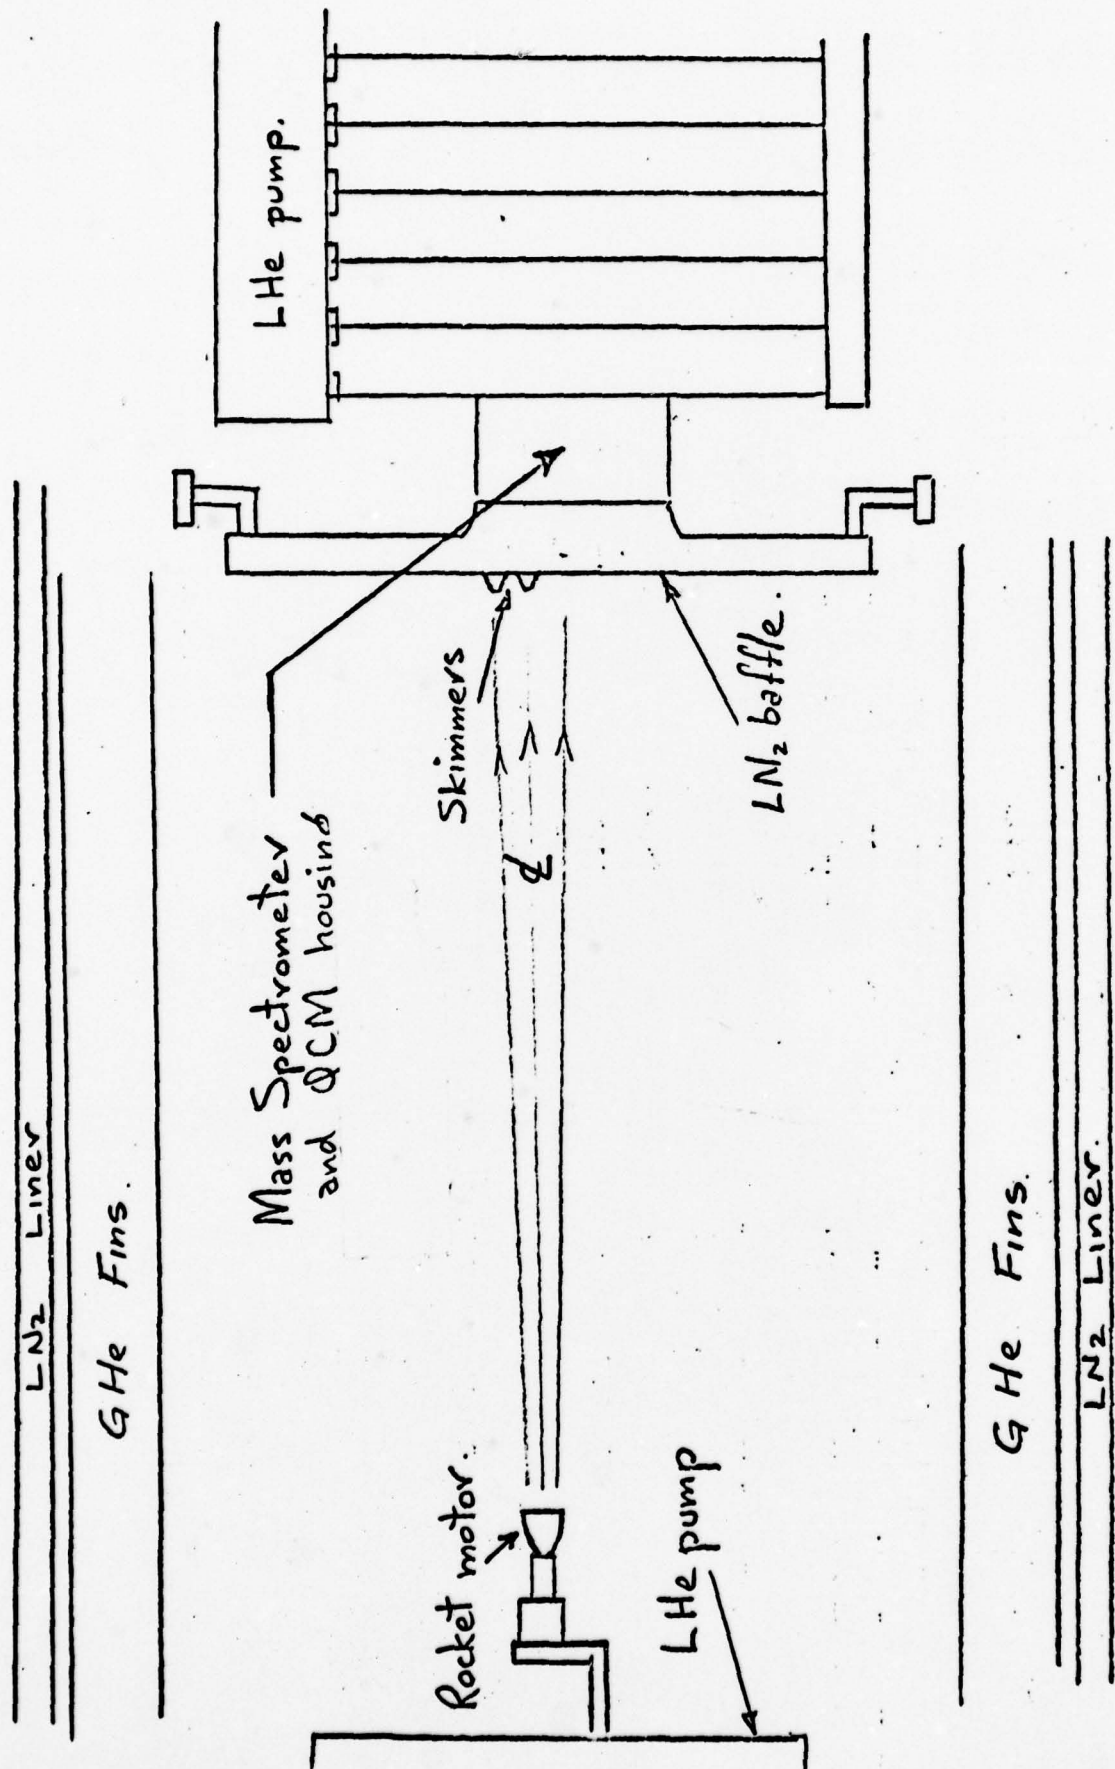 LN2 Liner
GHe Fins.
LHe pump.
Mass Spectrometer
and QCM housing
Skimmers
℄
LN2 baffle.
Rocket motor.
LHe pump
GHe Fins.
LN2 Liner.